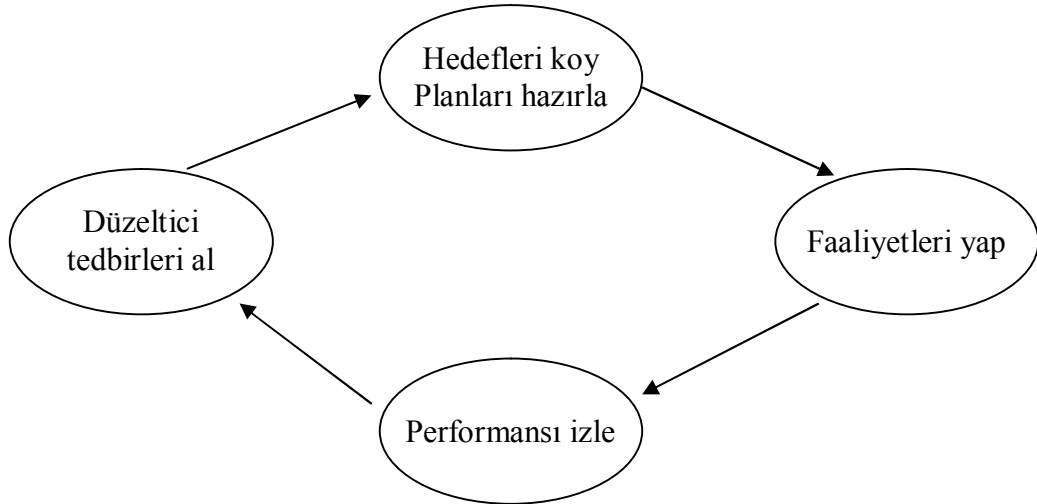 Hedefleri koy
Planları hazırla
Faaliyetleri yap
Performansı izle
Düzeltici
tedbirleri al